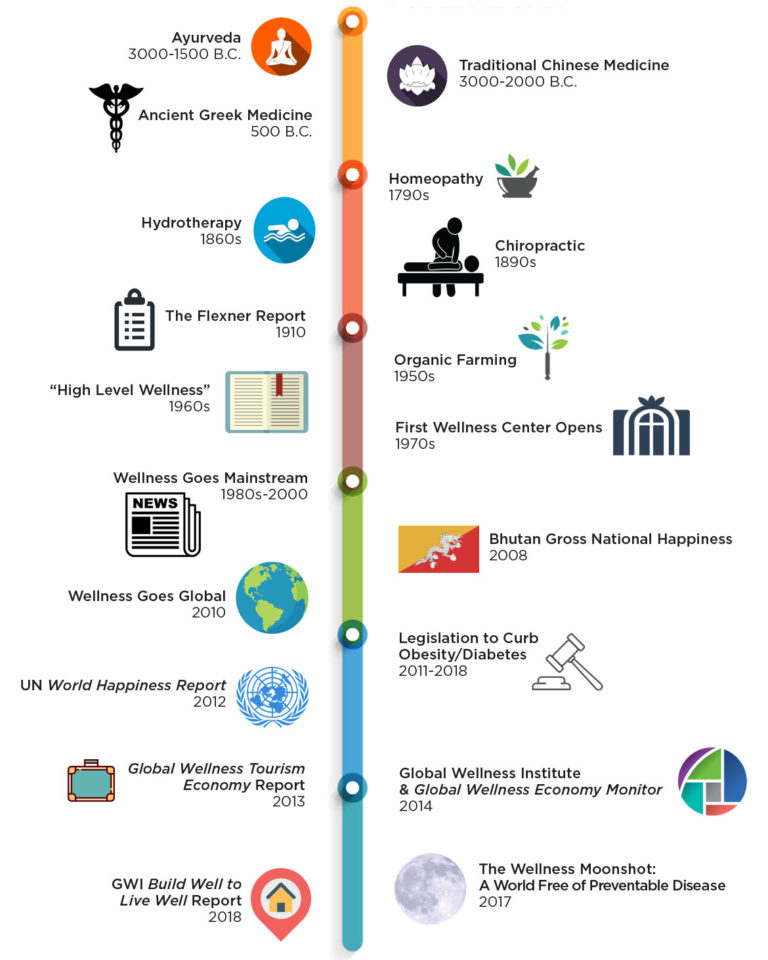 Ayurveda
3000-1500 B.C.
Traditional Chinese Medicine
3000-2000 B.C.
Ancient Greek Medicine
500 B.C.
Homeopathy
1790s
Hydrotherapy
1860s
Chiropractic
1890s
The Flexner Report
1910
Organic Farming
1950s
“High Level Wellness”
1960s
First Wellness Center Opens
1970s
Wellness Goes Mainstream
1980s-2000
NEWS
Bhutan Gross National Happiness
2008
Wellness Goes Global
2010
Legislation to Curb
Obesity/Diabetes
2011-2018
UN World Happiness Report
2012
Global Wellness Tourism
Economy Report
2013
Global Wellness Institute
& Global Wellness Economy Monitor
2014
The Wellness Moonshot:
A World Free of Preventable Disease
2017
GWI Build Well to
Live Well Report
2018